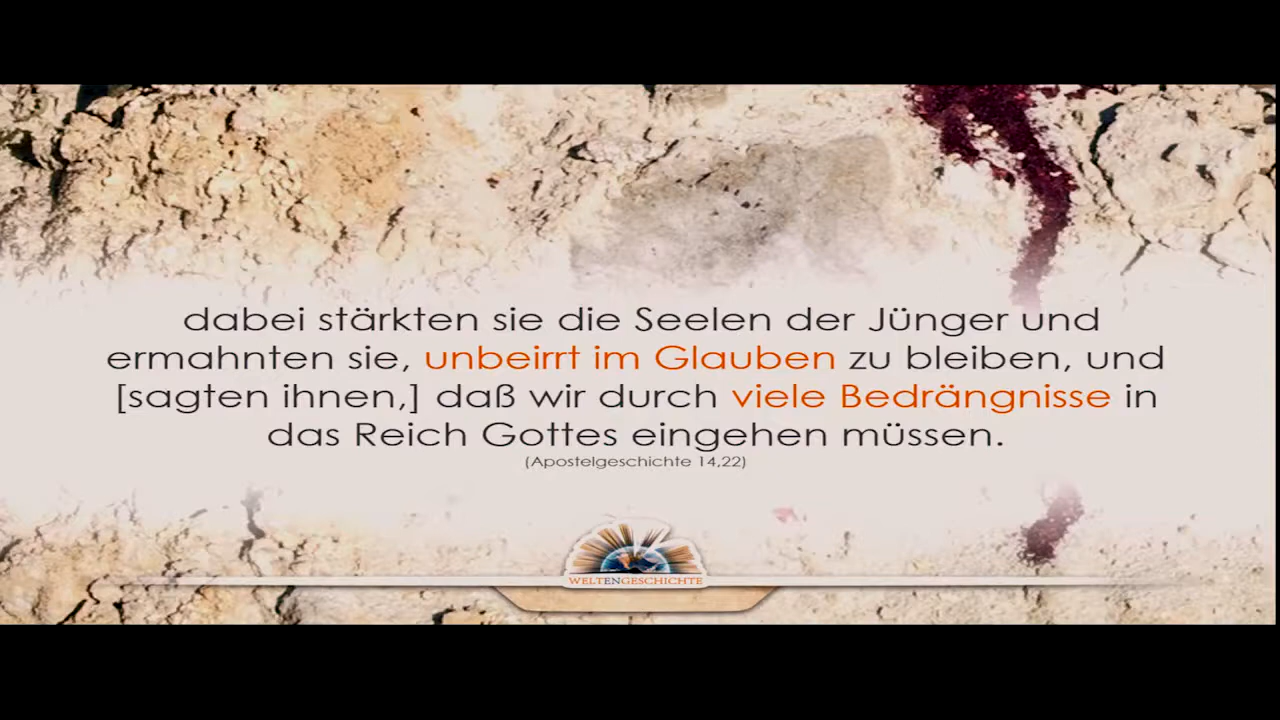 dabei stärkten sie die Seelen der Jünger und
ermahnten sie, unbeirrt im Glauben zu bleiben, und
[sagten ihnen,] daß wir durch viele Bedrängnisse in
das Reich Gottes eingehen müssen.
(Apostelgeschichte 14,22)
WELTENGESCHICHTE